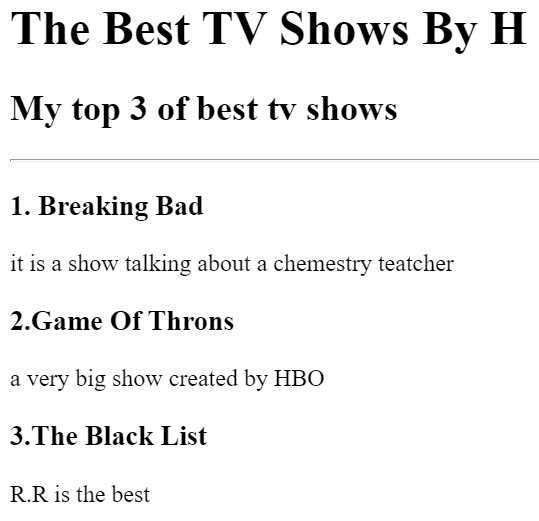 The Best TV Shows By H
My top 3 of best tv shows
1. Breaking Bad
it is a show talking about a chemestry teatcher
2.Game Of Throns
a very big show created by HBO
3.The Black List
R.R is the best